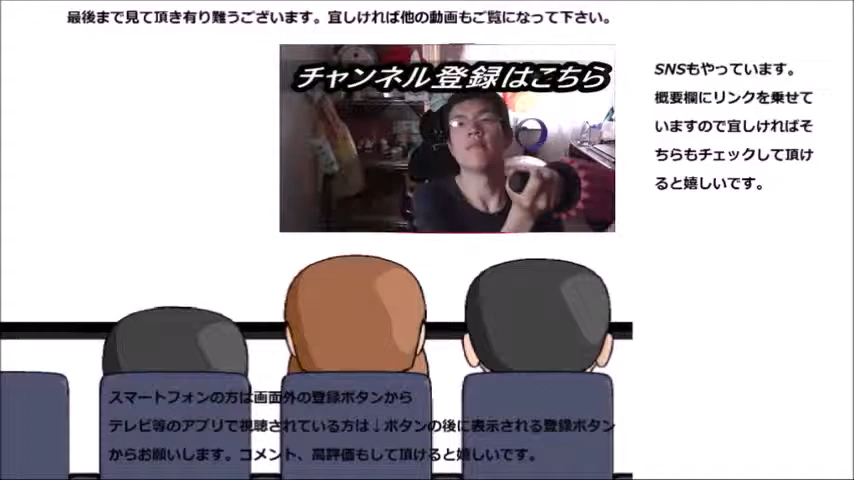 最後まで見て頂き有り難うございます。宜しければ他の動画もご覧になって下さい。
チャンネル登録はこちら
SNSもやっています。
概要欄にリンクを乗せて
いますので宜しければそ
ちらもチェックして頂け
ると嬉しいです。
スマートフォンの方は画面外の登録ボタンから
テレビ等のアプリで視聴されている方は↓ボタンの後に表示される登録ボタン
からお願いします。コメント、高評価もして頂けると嬉しいです。